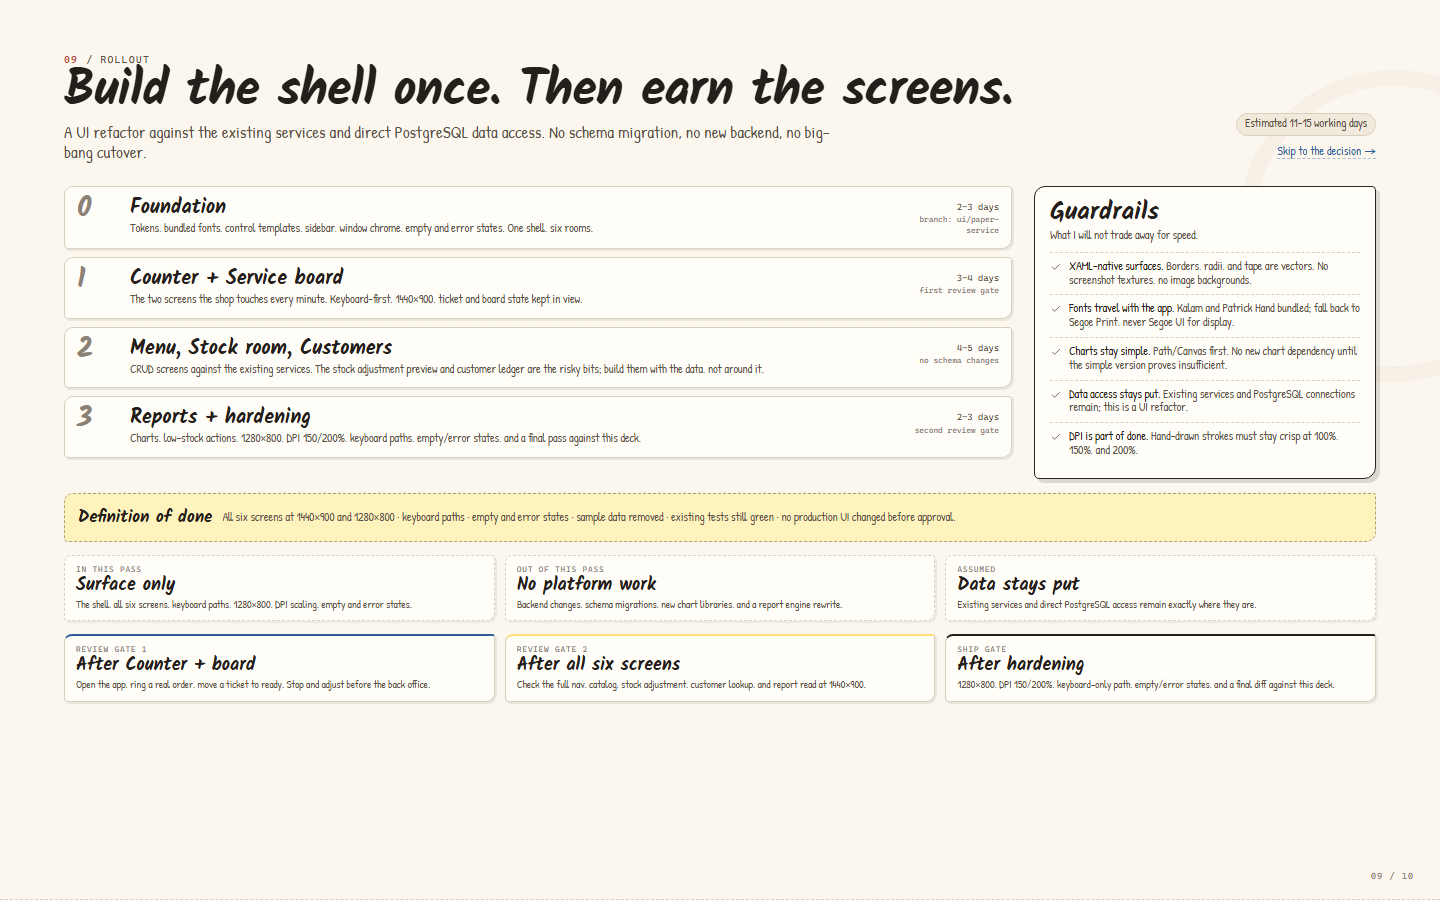 09 / ROLLOUT
Build the shell once. Then earn the screens.
A UI refactor against the existing services and direct PostgreSQL data access. No schema migration, no new backend, no big-
bang cutover.
Estimated 11–15 working days
Skip to the decision →
0
Foundation
Tokens. bundled fonts. control templates. sidebar. window chrome. empty and error states. One shell. six rooms.
2–3 days
branch: ui/paper-
service
1
Counter + Service board
The two screens the shop touches every minute. Keyboard-first. 1440×900. ticket and board state kept in view.
3–4 days
first review gate
2
Menu, Stock room, Customers
CRUD screens against the existing services. The stock adjustment preview and customer ledger are the risky bits; build them with the data. not around it.
4–5 days
no schema changes
3
Reports + hardening
Charts. low-stock actions. 1280×800. DPI 150/200%. keyboard paths. empty/error states. and a final pass against this deck.
2–3 days
second review gate
Guardrails
What I will not trade away for speed.
✓ XAML-native surfaces. Borders. radii. and tape are vectors. No
screenshot textures. no image backgrounds.
✓ Fonts travel with the app. Kalam and Patrick Hand bundled; fall back to
Segoe Print. never Segoe UI for display.
✓ Charts stay simple. Path/Canvas first. No new chart dependency until
the simple version proves insufficient.
✓ Data access stays put. Existing services and PostgreSQL connections
remain; this is a UI refactor.
✓ DPI is part of done. Hand-drawn strokes must stay crisp at 100%.
150%. and 200%.
Definition of done All six screens at 1440×900 and 1280×800 · keyboard paths · empty and error states · sample data removed · existing tests still green · no production UI changed before approval.
IN THIS PASS
Surface only
The shell. all six screens. keyboard paths. 1280×800. DPI scaling. empty and error states.
OUT OF THIS PASS
No platform work
Backend changes. schema migrations. new chart libraries. and a report engine rewrite.
ASSUMED
Data stays put
Existing services and direct PostgreSQL access remain exactly where they are.
REVIEW GATE 1
After Counter + board
Open the app. ring a real order. move a ticket to ready. Stop and adjust before the back office.
REVIEW GATE 2
After all six screens
Check the full nav. catalog. stock adjustment. customer lookup. and report read at 1440×900.
SHIP GATE
After hardening
1280×800. DPI 150/200%. keyboard-only path. empty/error states. and a final diff against this deck.
09 / 10